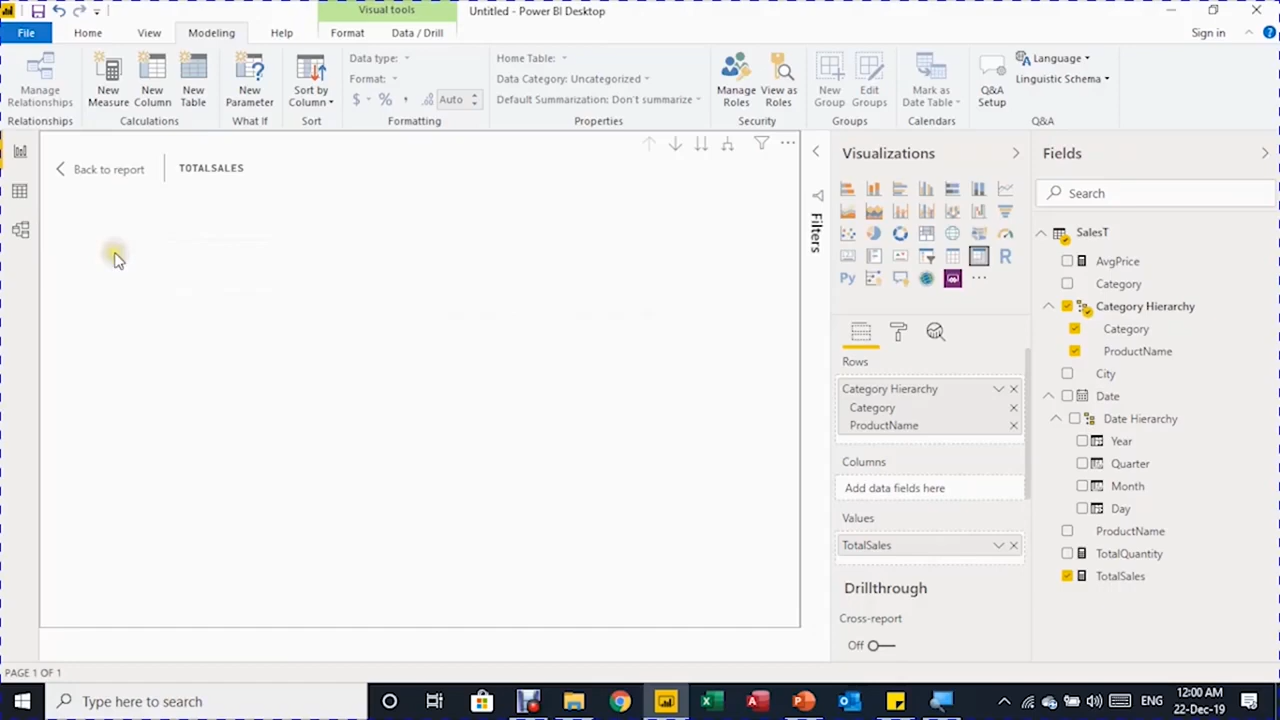 Visual tools
Untitled - Power BI Desktop
File
Home
View
Modeling
Help
Format
Data / Drill
Sign in
Manage
Relationships
Relationships
New
Measure
New
Column
New
Table
Calculations
New
Parameter
What If
Sort by
Column
Sort
Data type:
Format:
$ % , .00 Auto
Formatting
Home Table:
Data Category: Uncategorized
Default Summarization: Don't summarize
Properties
Manage
Roles
View as
Roles
Security
New
Group
Edit
Groups
Groups
Mark as
Date Table
Calendars
Q&A
Setup
Language
Linguistic Schema
Q&A
Back to report
TOTALSALES
Filters
Visualizations
R
Py
Rows
Category Hierarchy
Category
ProductName
Columns
Add data fields here
Values
TotalSales
Drillthrough
Cross-report
Off
Fields
Search
SalesT
AvgPrice
Category
Category Hierarchy
Category
ProductName
City
Date
Date Hierarchy
Year
Quarter
Month
Day
ProductName
TotalQuantity
TotalSales
PAGE 1 OF 1
Type here to search
ENG
12:00 AM
22-Dec-19